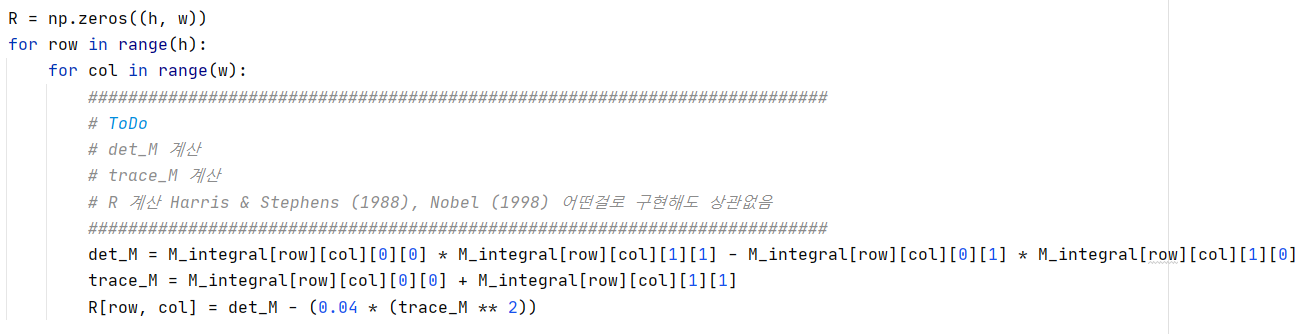 R = np.zeros((h, w))
for row in range(h):
    for col in range(w):
        ##########################################################################
        # ToDo
        # det_M 계산
        # trace_M 계산
        # R 계산 Harris & Stephens (1988), Nobel (1998) 어떤걸로 구현해도 상관없음
        ##########################################################################
        det_M = M_integral[row][col][0][0] * M_integral[row][col][1][1] - M_integral[row][col][0][1] * M_integral[row][col][1][0]
        trace_M = M_integral[row][col][0][0] + M_integral[row][col][1][1]
        R[row, col] = det_M - (0.04 * (trace_M ** 2))